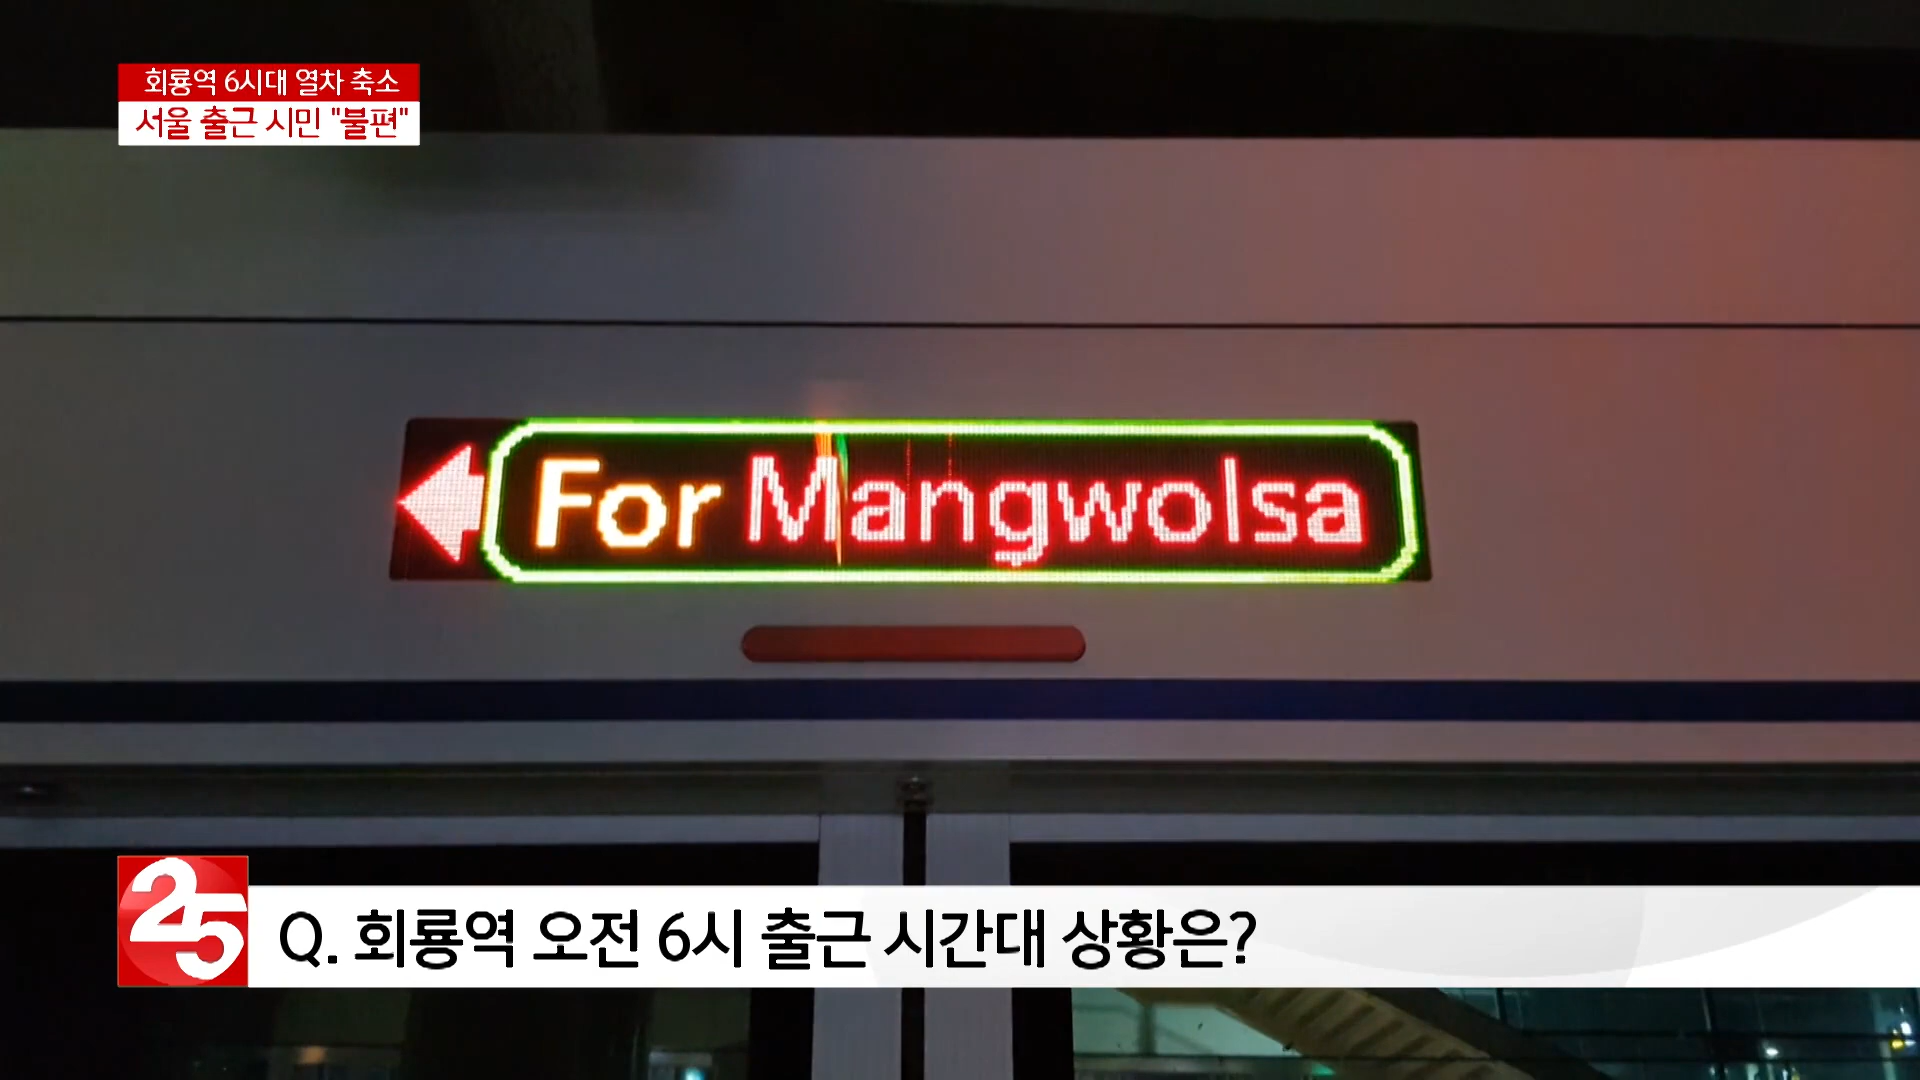 회룡역 6시대 열차 축소
서울 출근 시민 "불편"
For Mangwolsa
25
Q. 회룡역 오전 6시 출근 시간대 상황은?